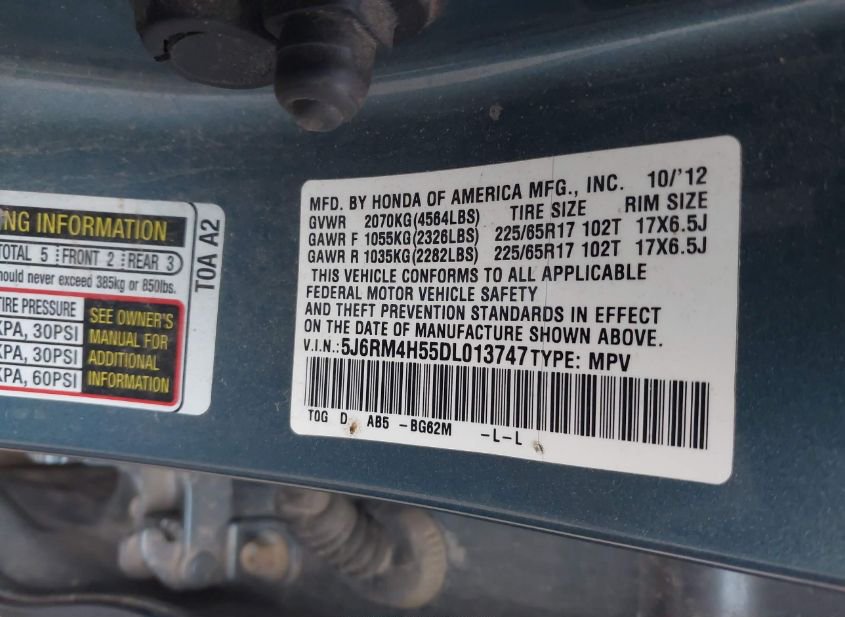 NG INFORMATION
TOTAL 5 FRONT 2 REAR 3
hould never exceed 385kg or 850lbs.
TIRE PRESSURE
KPA, 30PSI
KPA, 30PSI
KPA, 60PSI
SEE OWNER'S
MANUAL FOR
ADDITIONAL
INFORMATION
T0A A2
MFD. BY HONDA OF AMERICA MFG., INC. 10/'12
GVWR 2070KG(4564LBS) TIRE SIZE RIM SIZE
GAWR F 1055KG(2326LBS) 225/65R17 102T 17X6.5J
GAWR R 1035KG(2282LBS) 225/65R17 102T 17X6.5J
THIS VEHICLE CONFORMS TO ALL APPLICABLE
FEDERAL MOTOR VEHICLE SAFETY
AND THEFT PREVENTION STANDARDS IN EFFECT
ON THE DATE OF MANUFACTURE SHOWN ABOVE.
V.I.N.: 5J6RM4H55DL013747 TYPE: MPV
T0G D AB5 -BG62M -L-L